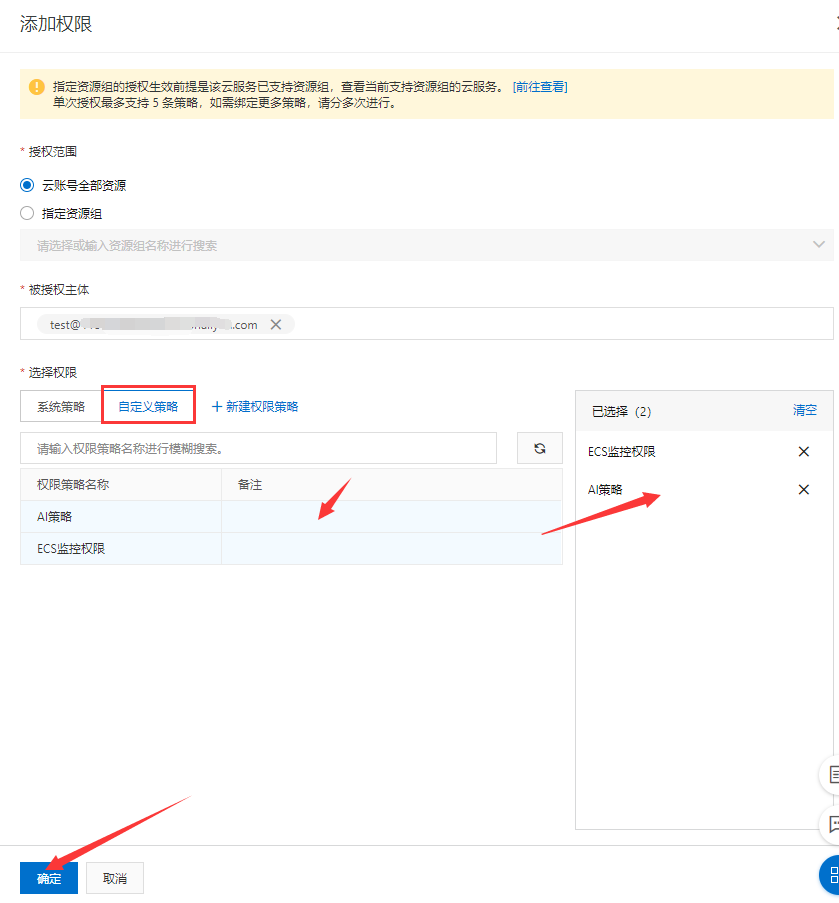 添加权限
指定资源组的授权生效前提是该云服务已支持资源组，查看当前支持资源组的云服务。 [前往查看]
单次授权最多支持 5 条策略，如需绑定更多策略，请分多次进行。
* 授权范围
云账号全部资源
指定资源组
请选择或输入资源组名称进行搜索
* 被授权主体
test@ .com
* 选择权限
系统策略 自定义策略 + 新建权限策略
已选择（2） 清空
请输入权限策略名称进行模糊搜索。
ECS监控权限
权限策略名称 备注
AI策略
AI策略
ECS监控权限
确定 取消